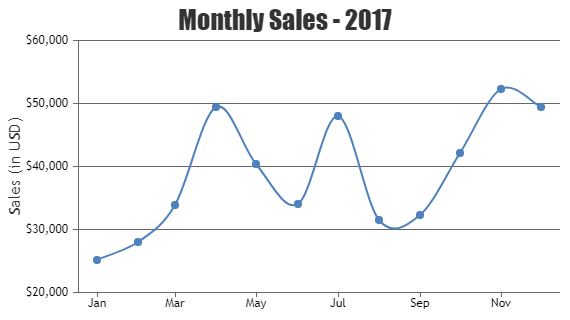 Monthly Sales - 2017
Sales (in USD)
$60,000
$50,000
$40,000
$30,000
$20,000
Jan Mar May Jul Sep Nov